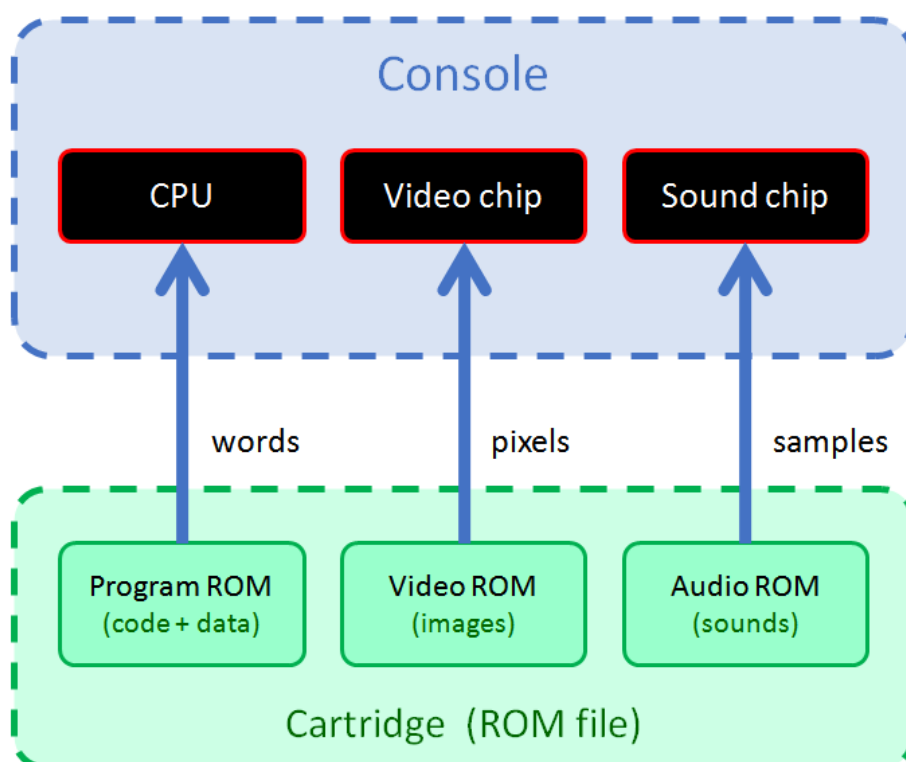 Console
CPU
Video chip
Sound chip
words
pixels
samples
Program ROM
(code + data)
Video ROM
(images)
Audio ROM
(sounds)
Cartridge (ROM file)